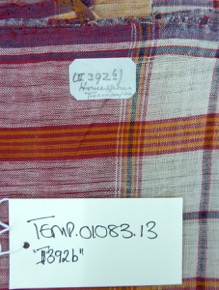 (II 392b)
Homespun
TEMP.01083.13
"II392b"